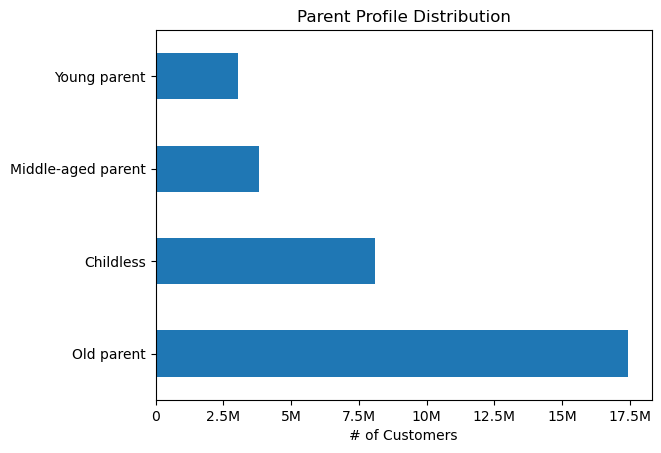 Parent Profile Distribution
Young parent
Middle-aged parent
Childless
Old parent
0 2.5M 5M 7.5M 10M 12.5M 15M 17.5M
# of Customers